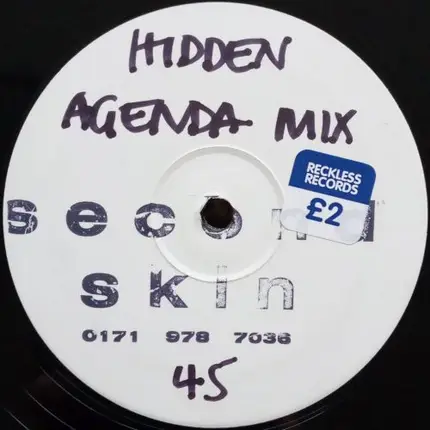 HIDDEN
AGENDA MIX
RECKLESS
RECORDS
£2
second
skin
0171 978 7036
45